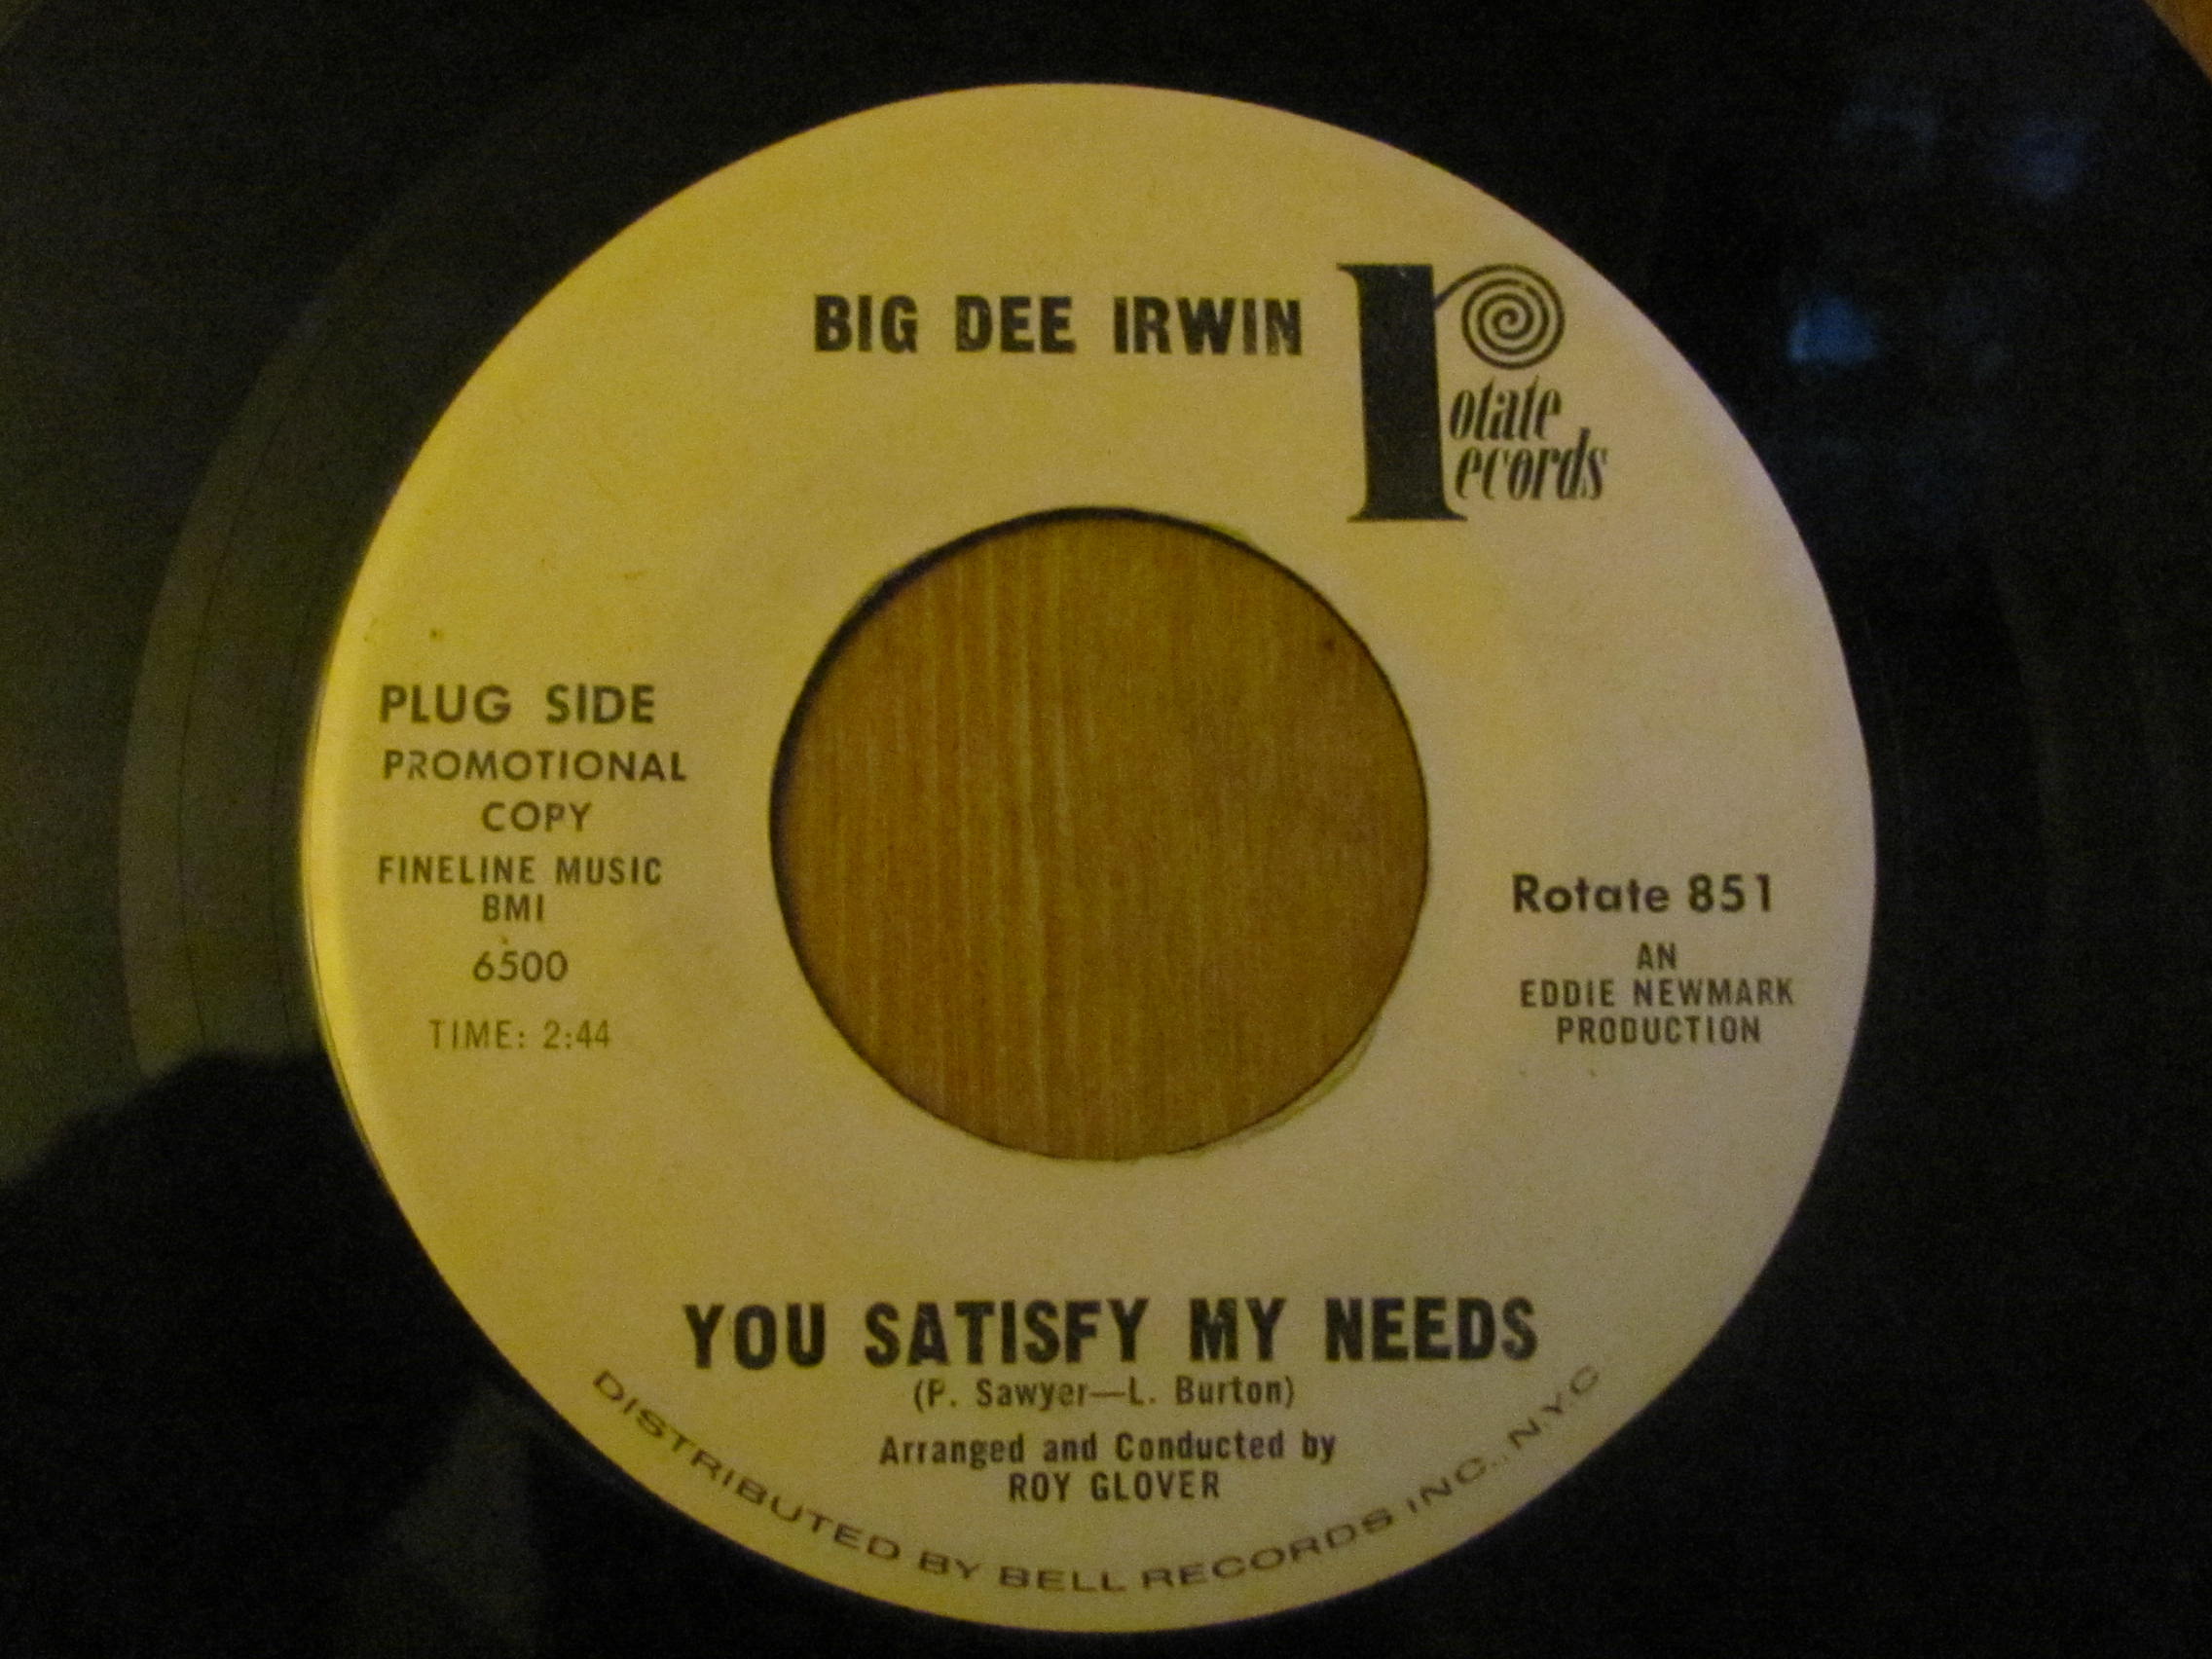 BIG DEE IRWIN
rotate
records
PLUG SIDE
PROMOTIONAL
COPY
FINELINE MUSIC
BMI
6500
TIME: 2:44
Rotate 851
AN
EDDIE NEWMARK
PRODUCTION
YOU SATISFY MY NEEDS
(P. Sawyer—L. Burton)
Arranged and Conducted by
ROY GLOVER
DISTRIBUTED BY BELL RECORDS INC., N.Y.C